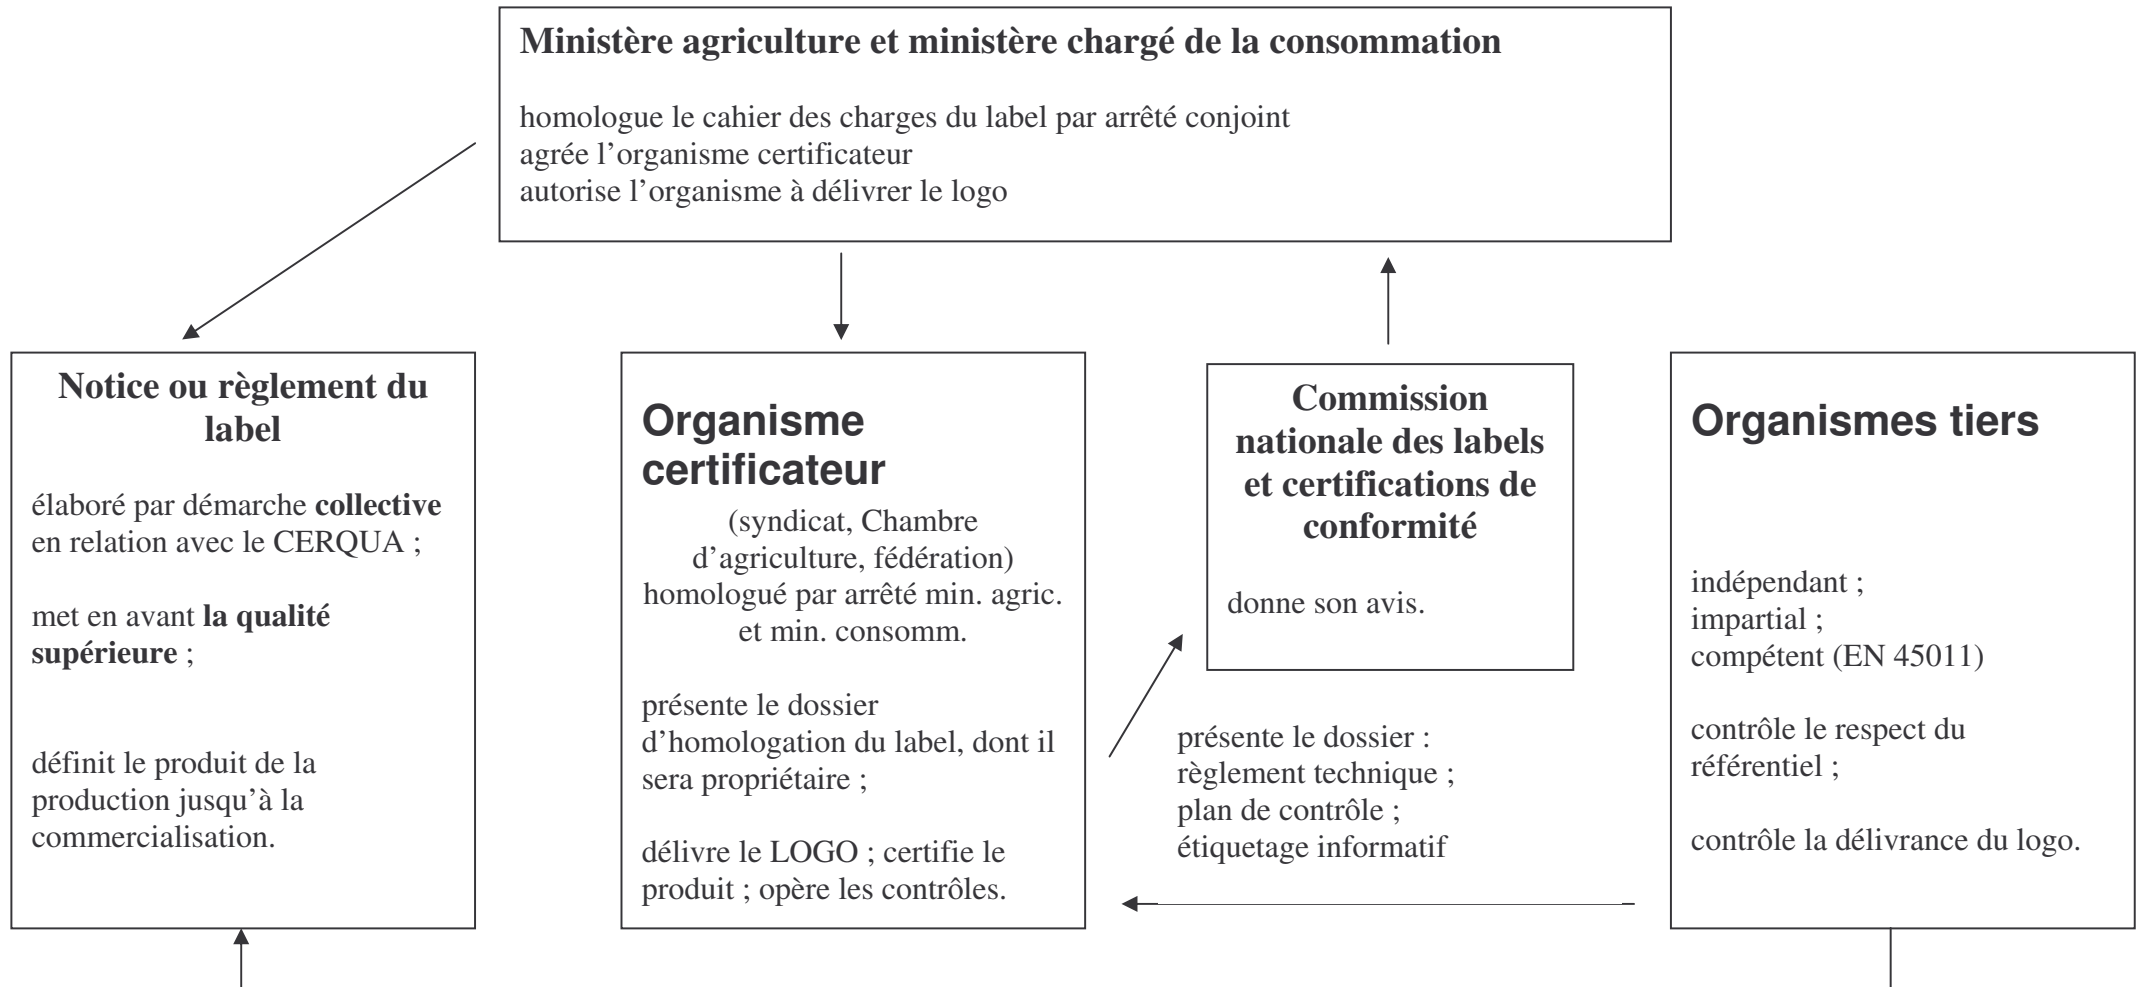 Ministère agriculture et ministère chargé de la consommation
homologue le cahier des charges du label par arrêté conjoint
agrée l’organisme certificateur
autorise l’organisme à délivrer le logo
Notice ou règlement du
label
élaboré par démarche collective
en relation avec le CERQUA ;
met en avant la qualité
supérieure ;
définit le produit de la
production jusqu’à la
commercialisation.
Organisme
certificateur
(syndicat, Chambre
d’agriculture, fédération)
homologué par arrêté min. agric.
et min. consomm.
présente le dossier
d’homologation du label, dont il
sera propriétaire ;
délivre le LOGO ; certifie le
produit ; opère les contrôles.
Commission
nationale des labels
et certifications de
conformité
donne son avis.
présente le dossier :
règlement technique ;
plan de contrôle ;
étiquetage informatif
Organismes tiers
indépendant ;
impartial ;
compétent (EN 45011)
contrôle le respect du
référentiel ;
contrôle la délivrance du logo.